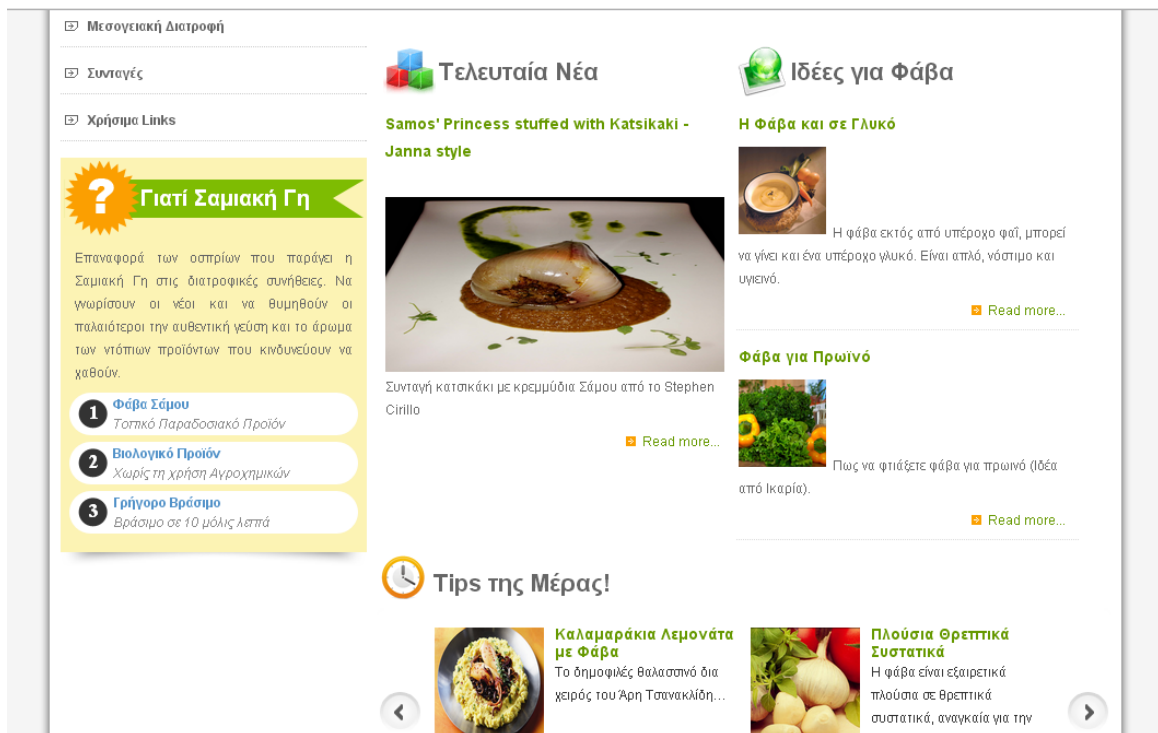 Μεσογειακή Διατροφή
Συνταγές
Χρήσιμα Links
? Γιατί Σαμιακή Γη
Επαναφορά των οσπρίων που παράγει η
Σαμιακή Γη στις διατροφικές συνήθειες. Να
γνωρίσουν οι νέοι και να θυμηθούν οι
παλαιότεροι την αυθεντική γεύση και το άρωμα
των ντόπιων προϊόντων που κινδυνεύουν να
χαθούν.
1 Φάβα Σάμου
Τοπικό Παραδοσιακό Προϊόν
2 Βιολογικό Προϊόν
Χωρίς τη χρήση Αγροχημικών
3 Γρήγορο Βράσιμο
Βράσιμο σε 10 μόλις λεπτά
Τελευταία Νέα
Samos' Princess stuffed with Katsikaki -
Janna style
Συνταγή κατσικάκι με κρεμμύδια Σάμου από το Stephen
Cirillo
Read more...
Ιδέες για Φάβα
Η Φάβα και σε Γλυκό
Η φάβα εκτός από υπέροχο φαΐ, μπορεί
να γίνει και ένα υπέροχο γλυκό. Είναι απλό, νόστιμο και
υγιεινό.
Read more...
Φάβα για Πρωϊνό
Πως να φτιάξετε φάβα για πρωινό (Ιδέα
από Ικαρία).
Read more...
Tips της Μέρας!
Καλαμαράκια Λεμονάτα
με Φάβα
Το δημοφιλές θαλασσινό δια
χειρός του Άρη Τσανακλίδη...
Πλούσια Θρεπτικά
Συστατικά
Η φάβα είναι εξαιρετικά
πλούσια σε θρεπτικά
συστατικά, αναγκαία για την